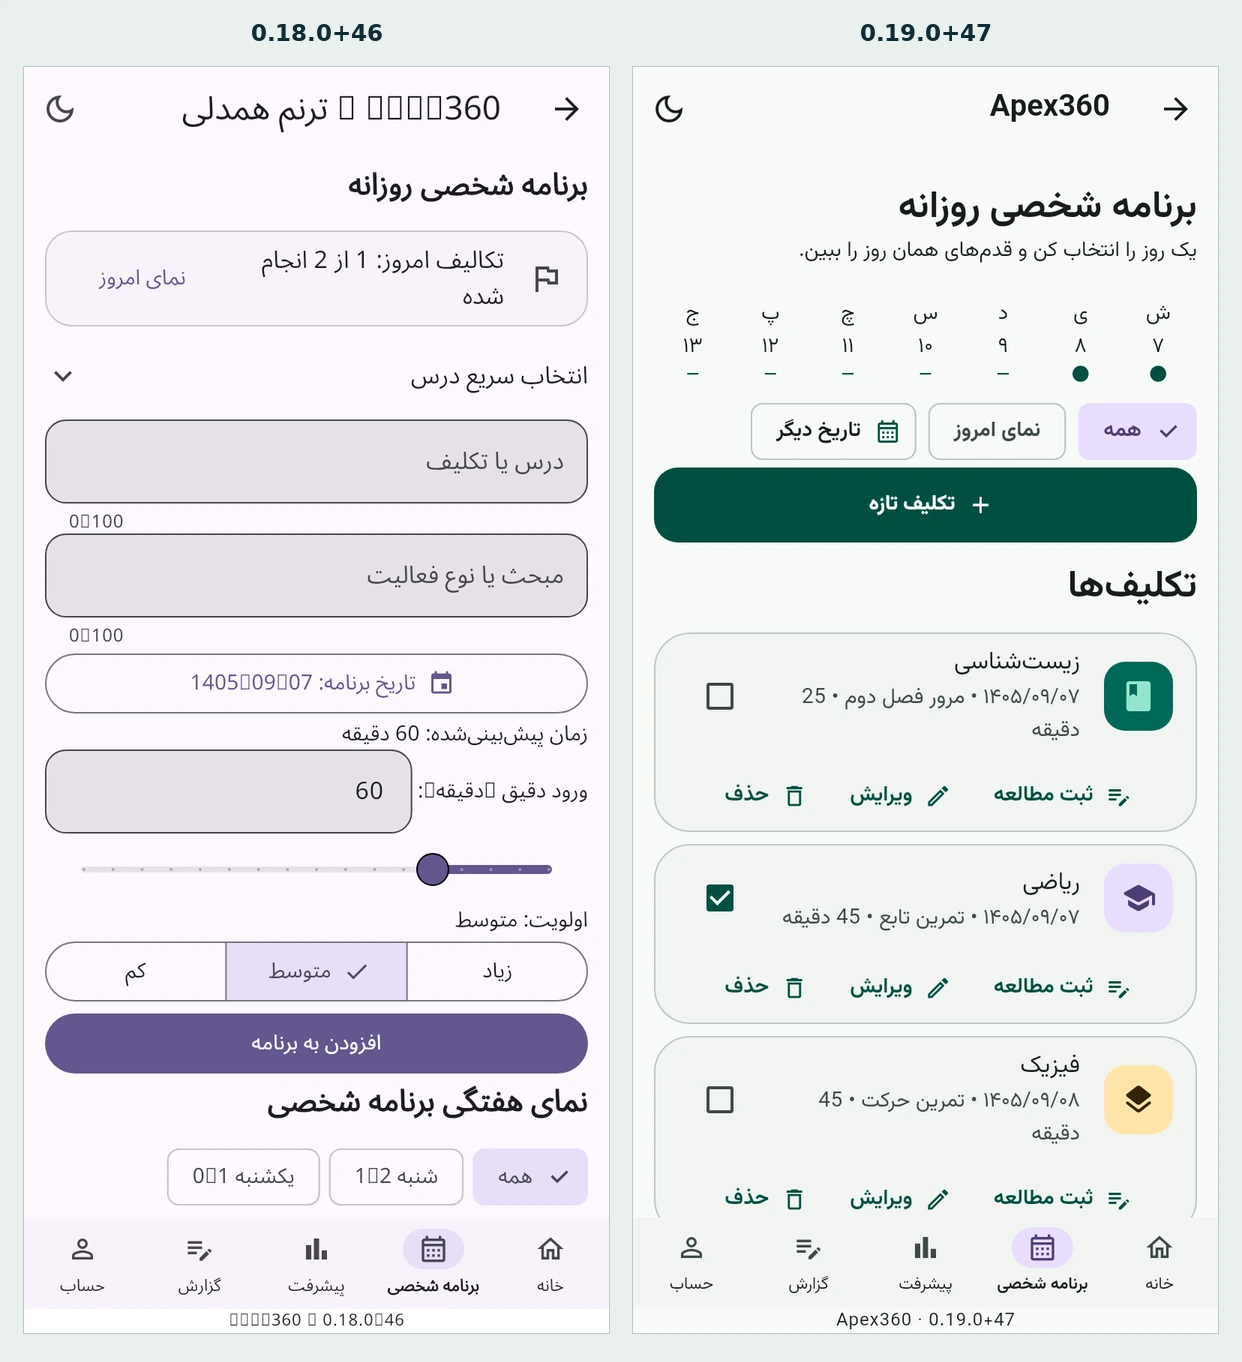 0.18.0+46
▯▯▯▯360 ▯ ترنم همدلی
برنامه شخصی روزانه
تکالیف امروز: 1 از 2 انجام
شده
نمای امروز
انتخاب سریع درس
درس یا تکلیف
0▯100
مبحث یا نوع فعالیت
0▯100
تاریخ برنامه: 1405▯09▯07
زمان پیش‌بینی‌شده: 60 دقیقه
ورود دقیق ▯دقیقه▯:
60
اولویت: متوسط
زیاد
متوسط
کم
افزودن به برنامه
نمای هفتگی برنامه شخصی
همه
شنبه 2▯1
یکشنبه 1▯0
خانه
برنامه شخصی
پیشرفت
گزارش
حساب
▯▯▯▯360 ▯ 0.18.0▯46
0.19.0+47
Apex360
برنامه شخصی روزانه
یک روز را انتخاب کن و قدم‌های همان روز را ببین.
ش ی د س چ پ ج
۷ ۸ ۹ ۱۰ ۱۱ ۱۲ ۱۳
همه
نمای امروز
تاریخ دیگر
تکلیف تازه
تکلیف‌ها
زیست‌شناسی
۱۴۰۵/۰۹/۰۷ • مرور فصل دوم • 25
دقیقه
ثبت مطالعه
ویرایش
حذف
ریاضی
۱۴۰۵/۰۹/۰۷ • تمرین تابع • 45 دقیقه
ثبت مطالعه
ویرایش
حذف
فیزیک
۱۴۰۵/۰۹/۰۸ • تمرین حرکت • 45
دقیقه
ثبت مطالعه
ویرایش
حذف
خانه
برنامه شخصی
پیشرفت
گزارش
حساب
Apex360 · 0.19.0+47